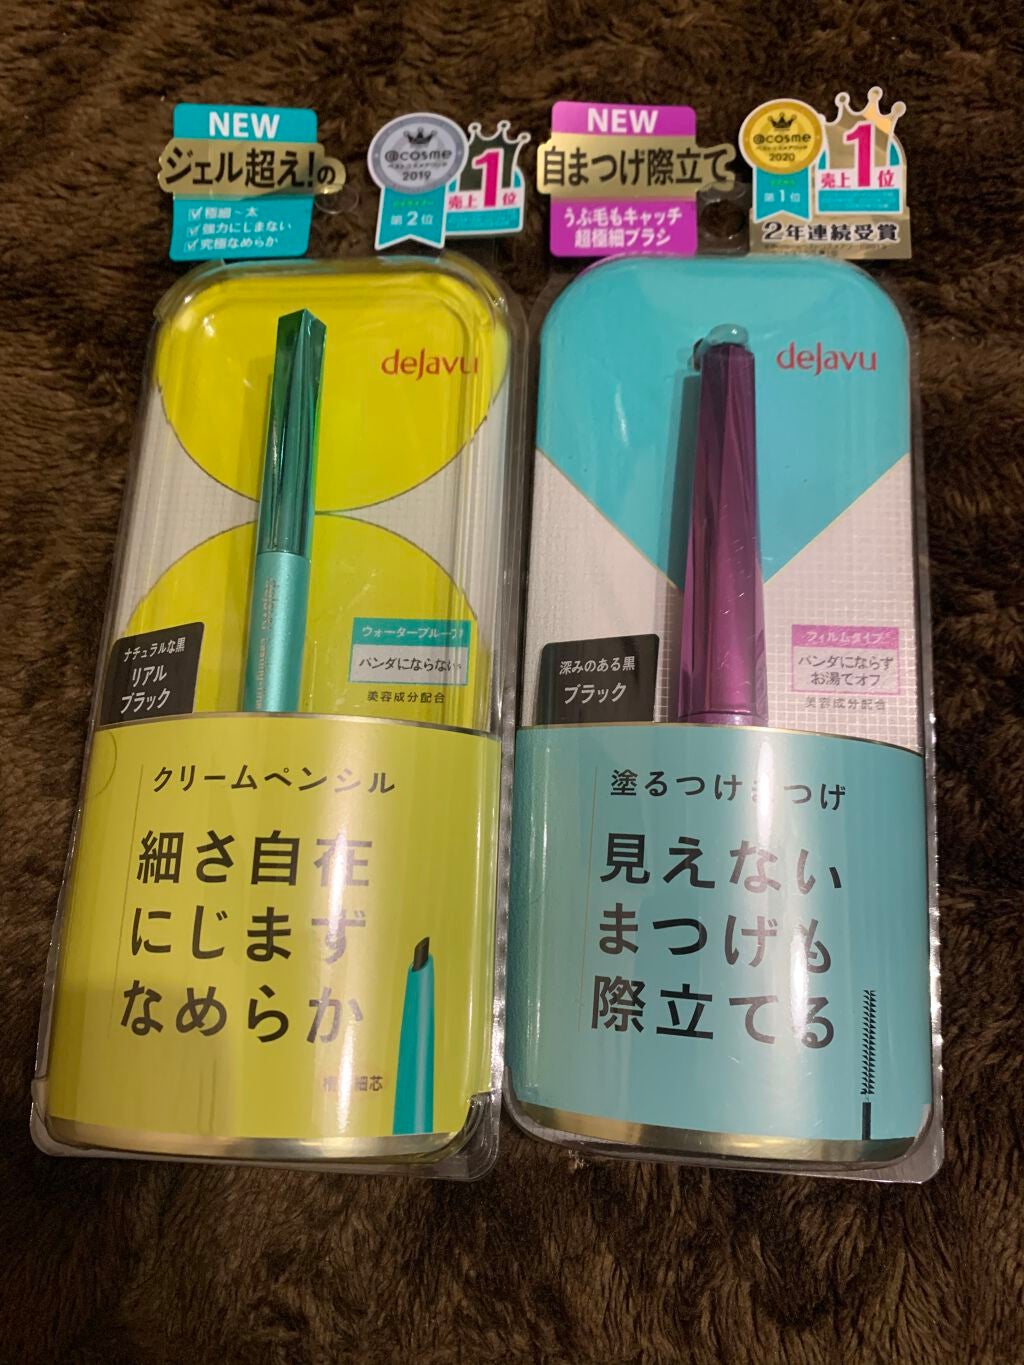 NEW
ジェル超え!の
極細~太
強力にじまない
究極なめらか
@cosme
2019
第2位
売上1位
deJavu
ナチュラルな黒
リアル
ブラック
ウォータープルーフ
パンダにならない
美容成分配合
クリームペンシル
細さ自在
にじまず
なめらか
細芯
NEW
自まつげ際立て
うぶ毛もキャッチ
超極細ブラシ
@cosme
2020
第1位
売上1位
2年連続受賞
deJavu
深みのある黒
ブラック
フィルムタイプ
パンダにならず
お湯でオフ
美容成分配合
塗るつけまつげ
見えない
まつげも
際立てる